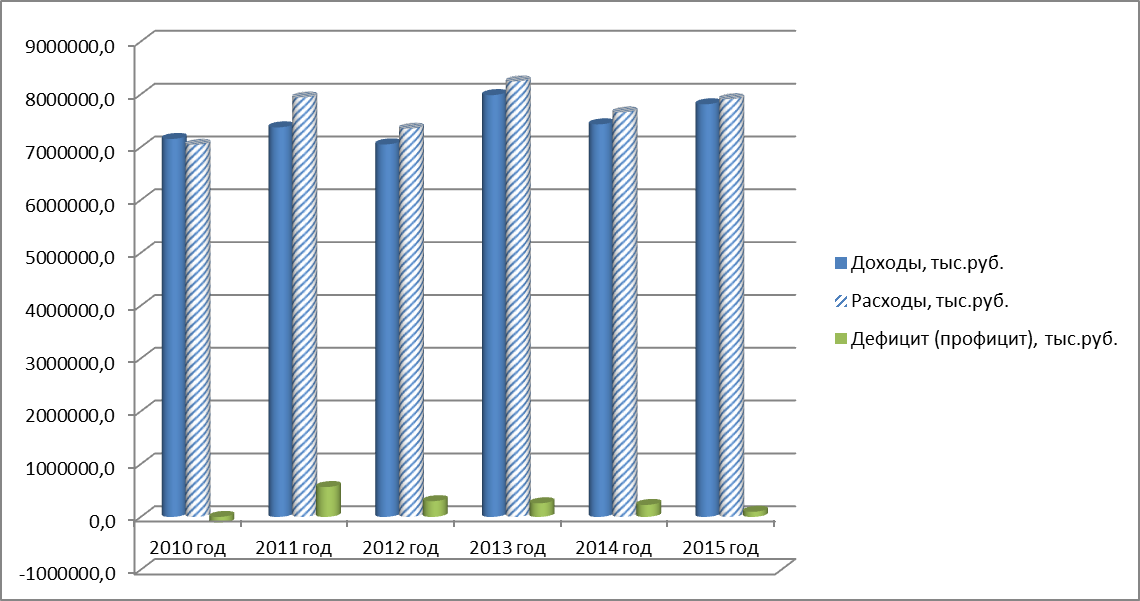 9000000,0
8000000,0
7000000,0
6000000,0
5000000,0
4000000,0
3000000,0
2000000,0
1000000,0
0,0
-1000000,0
2010 год 2011 год 2012 год 2013 год 2014 год 2015 год
Доходы, тыс.руб.
Расходы, тыс.руб.
Дефицит (профицит), тыс.руб.